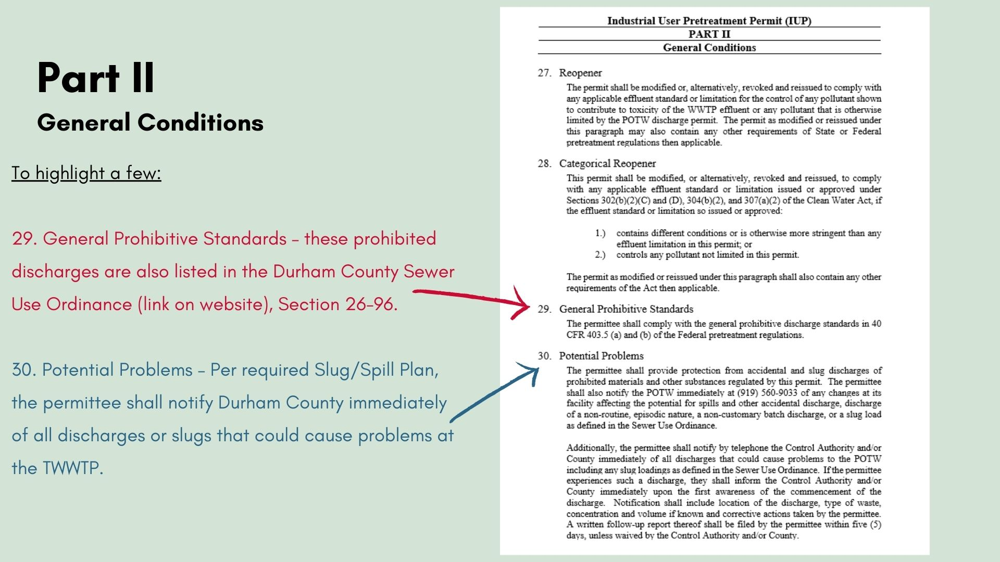 Part II
General Conditions
To highlight a few:
29. General Prohibitive Standards - these prohibited
discharges are also listed in the Durham County Sewer
Use Ordinance (link on website), Section 26-96.
30. Potential Problems - Per required Slug/Spill Plan,
the permittee shall notify Durham County immediately
of all discharges or slugs that could cause problems at
the TWWTP.
Industrial User Pretreatment Permit (IUP)
PART II
General Conditions
27. Reopener
The permit shall be modified or, alternatively, revoked and reissued to comply with
any applicable effluent standard or limitation for the control of any pollutant shown
to contribute to toxicity of the WWTP effluent or any pollutant that is otherwise
limited by the POTW discharge permit. The permit as modified or reissued under
this paragraph may also contain any other requirements of State or Federal
pretreatment regulations then applicable.
28. Categorical Reopener
This permit shall be modified, or alternatively, revoked and reissued, to comply
with any applicable effluent standard or limitation issued or approved under
Sections 302(b)(2)(C) and (D), 304(b)(2), and 307(a)(2) of the Clean Water Act, if
the effluent standard or limitation so issued or approved:
1.) contains different conditions or is otherwise more stringent than any
effluent limitation in this permit; or
2.) controls any pollutant not limited in this permit.
The permit as modified or reissued under this paragraph shall also contain any other
requirements of the Act then applicable.
29. General Prohibitive Standards
The permittee shall comply with the general prohibitive discharge standards in 40
CFR 403.5 (a) and (b) of the Federal pretreatment regulations.
30. Potential Problems
The permittee shall provide protection from accidental and slug discharges of
prohibited materials and other substances regulated by this permit. The permittee
shall also notify the POTW immediately at (919) 560-9033 of any changes at its
facility affecting the potential for spills and other accidental discharge, discharge
of a non-routine, episodic nature, a non-customary batch discharge, or a slug load
as defined in the Sewer Use Ordinance.
Additionally, the permittee shall notify by telephone the Control Authority and/or
County immediately of all discharges that could cause problems to the POTW
including any slug loadings as defined in the Sewer Use Ordinance. If the permittee
experiences such a discharge, they shall inform the Control Authority and/or
County immediately upon the first awareness of the commencement of the
discharge. Notification shall include location of the discharge, type of waste,
concentration and volume if known and corrective actions taken by the permittee.
A written follow-up report thereof shall be filed by the permittee within five (5)
days, unless waived by the Control Authority and/or County.